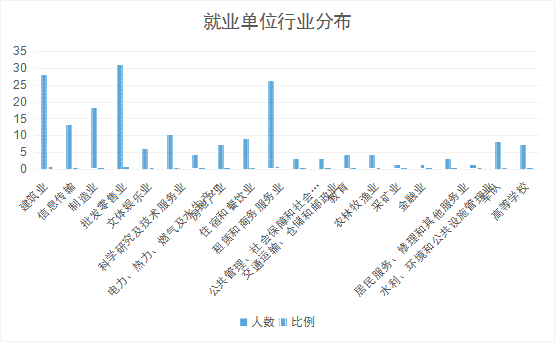 就业单位行业分布
35
30
25
20
15
10
5
0
建筑业
信息传输
制造业
批发零售业
文体娱乐业
科学研究及技术服务业
电力、热力、燃气及水生产…
房地产业
住宿和餐饮业
租赁和商务服务业
公共管理、社会保障和社会…
交通运输、仓储和邮政业
教育
农林牧渔业
采矿业
金融业
居民服务、修理和其他服务业
水利、环境和公共设施管理业
部队
高等学校
人数 比例